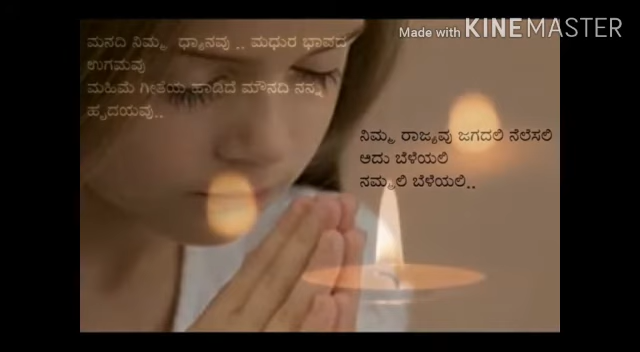 Made with KINEMASTER
ಮನದಿ ನಿಮ್ಮ ಧ್ಯಾನವು .. ಮಧುರ ಭಾವದ
ಉಗಮವು
ಮಹಿಮೆ ಗೀತೆಯ ಹಾಡಿದೆ ಮೌನದಿ ನನ್ನ
ಹೃದಯವು..
ನಿಮ್ಮ ರಾಜ್ಯವು ಜಗದಲಿ ನೆಲೆಸಲಿ
ಅದು ಬೆಳೆಯಲಿ
ನಮ್ಮಲಿ ಬೆಳೆಯಲಿ..